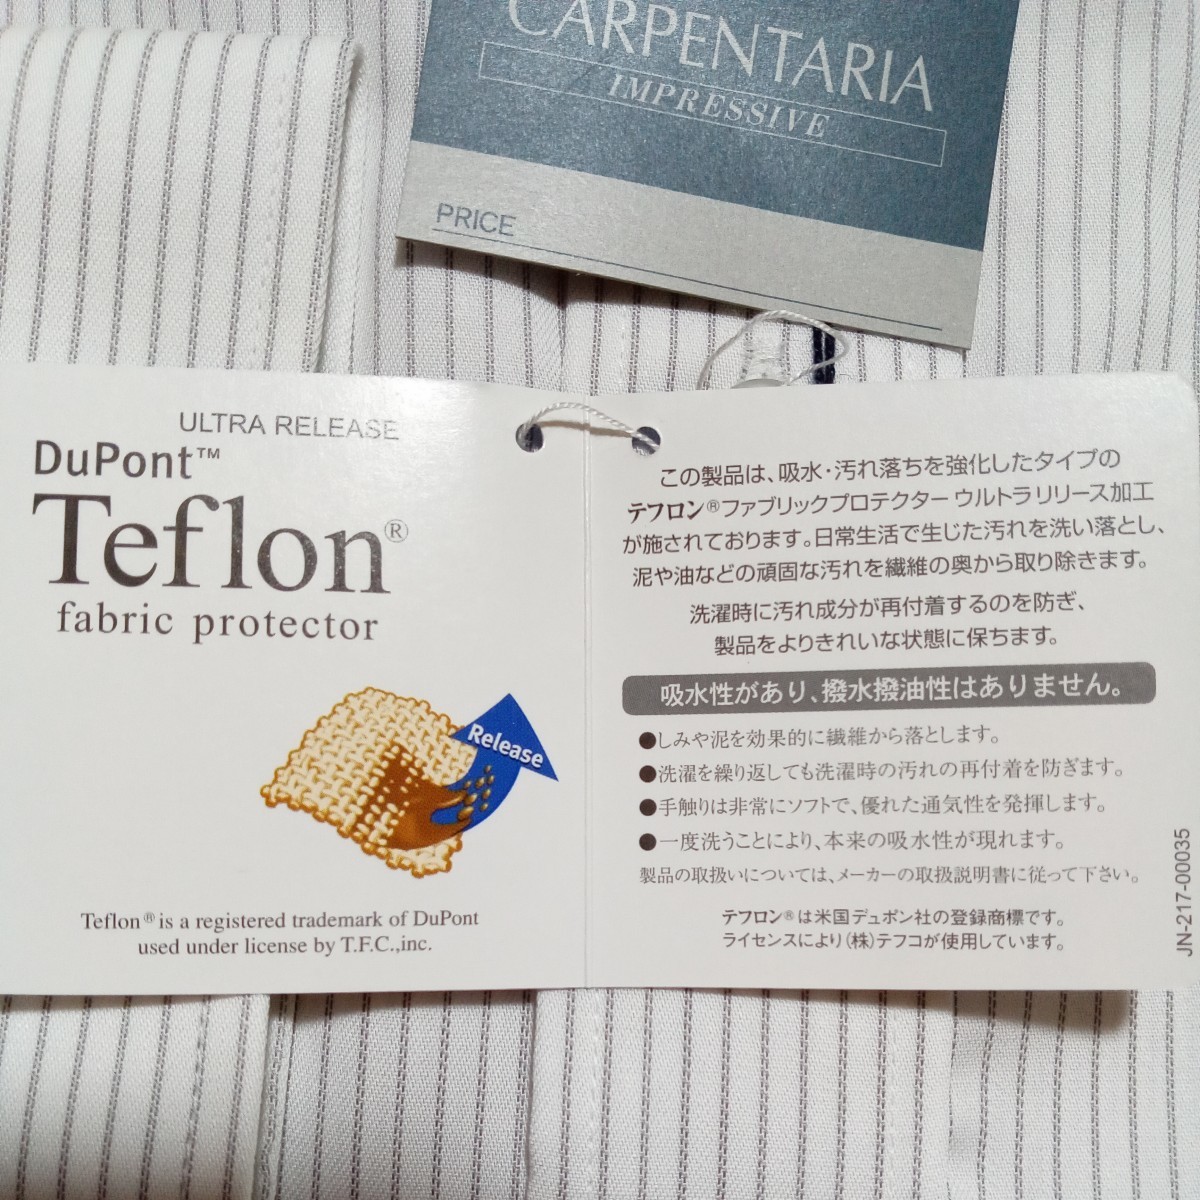 CARPENTARIA
IMPRESSIVE
PRICE
ULTRA RELEASE
DuPont™
Teflon®
fabric protector
Release
Teflon® is a registered trademark of DuPont
used under license by T.F.C.,inc.
この製品は、吸水・汚れ落ちを強化したタイプの
テフロン®ファブリックプロテクター ウルトラリリース加工
が施されております。日常生活で生じた汚れを洗い落とし、
泥や油などの頑固な汚れを繊維の奥から取り除きます。
洗濯時に汚れ成分が再付着するのを防ぎ、
製品をよりきれいな状態に保ちます。
吸水性があり、撥水撥油性はありません。
●しみや泥を効果的に繊維から落とします。
●洗濯を繰り返しても洗濯時の汚れの再付着を防ぎます。
●手触りは非常にソフトで、優れた通気性を発揮します。
●一度洗うことにより、本来の吸水性が現れます。
製品の取扱いについては、メーカーの取扱説明書に従って下さい。
テフロン®は米国デュポン社の登録商標です。
ライセンスにより(株)テフコが使用しています。
JN-217-00035